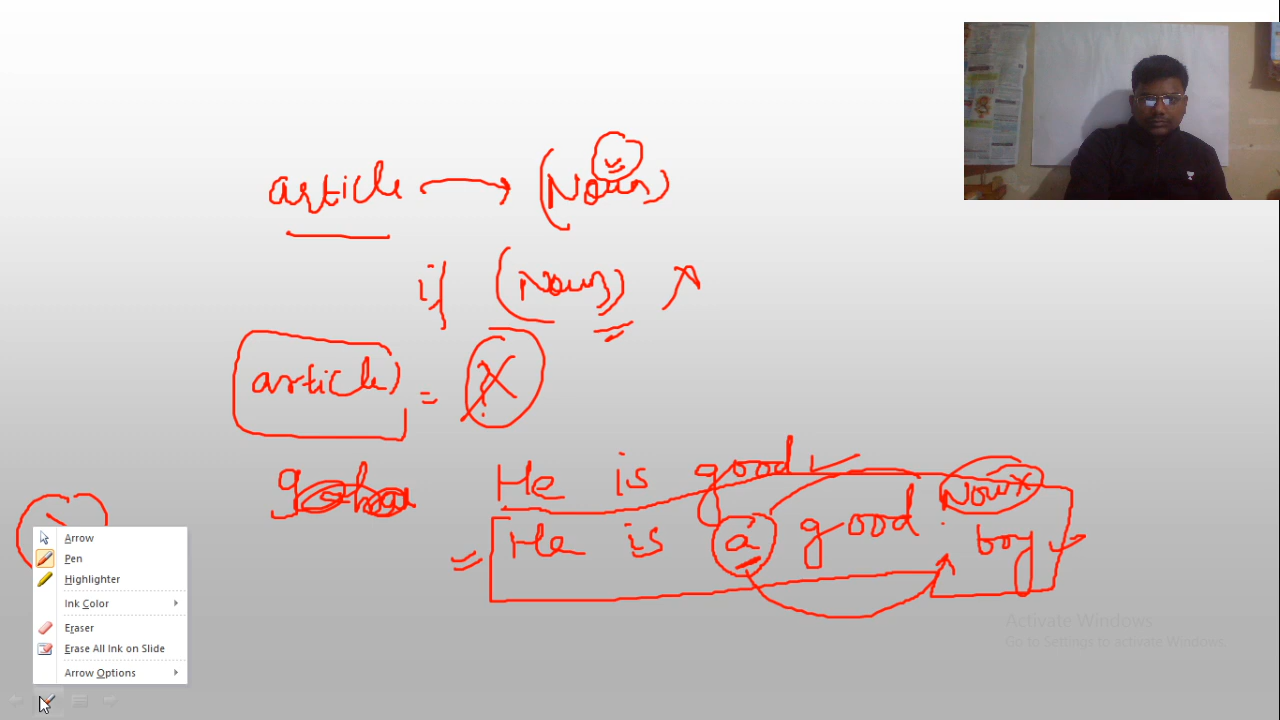 article → (Noun)
if (Noun)
article) = X
He is good ✓
Noun X
= He is a good boy
Arrow
Pen
Highlighter
Ink Color
Eraser
Erase All Ink on Slide
Arrow Options
Activate Windows
Go to Settings to activate Windows.